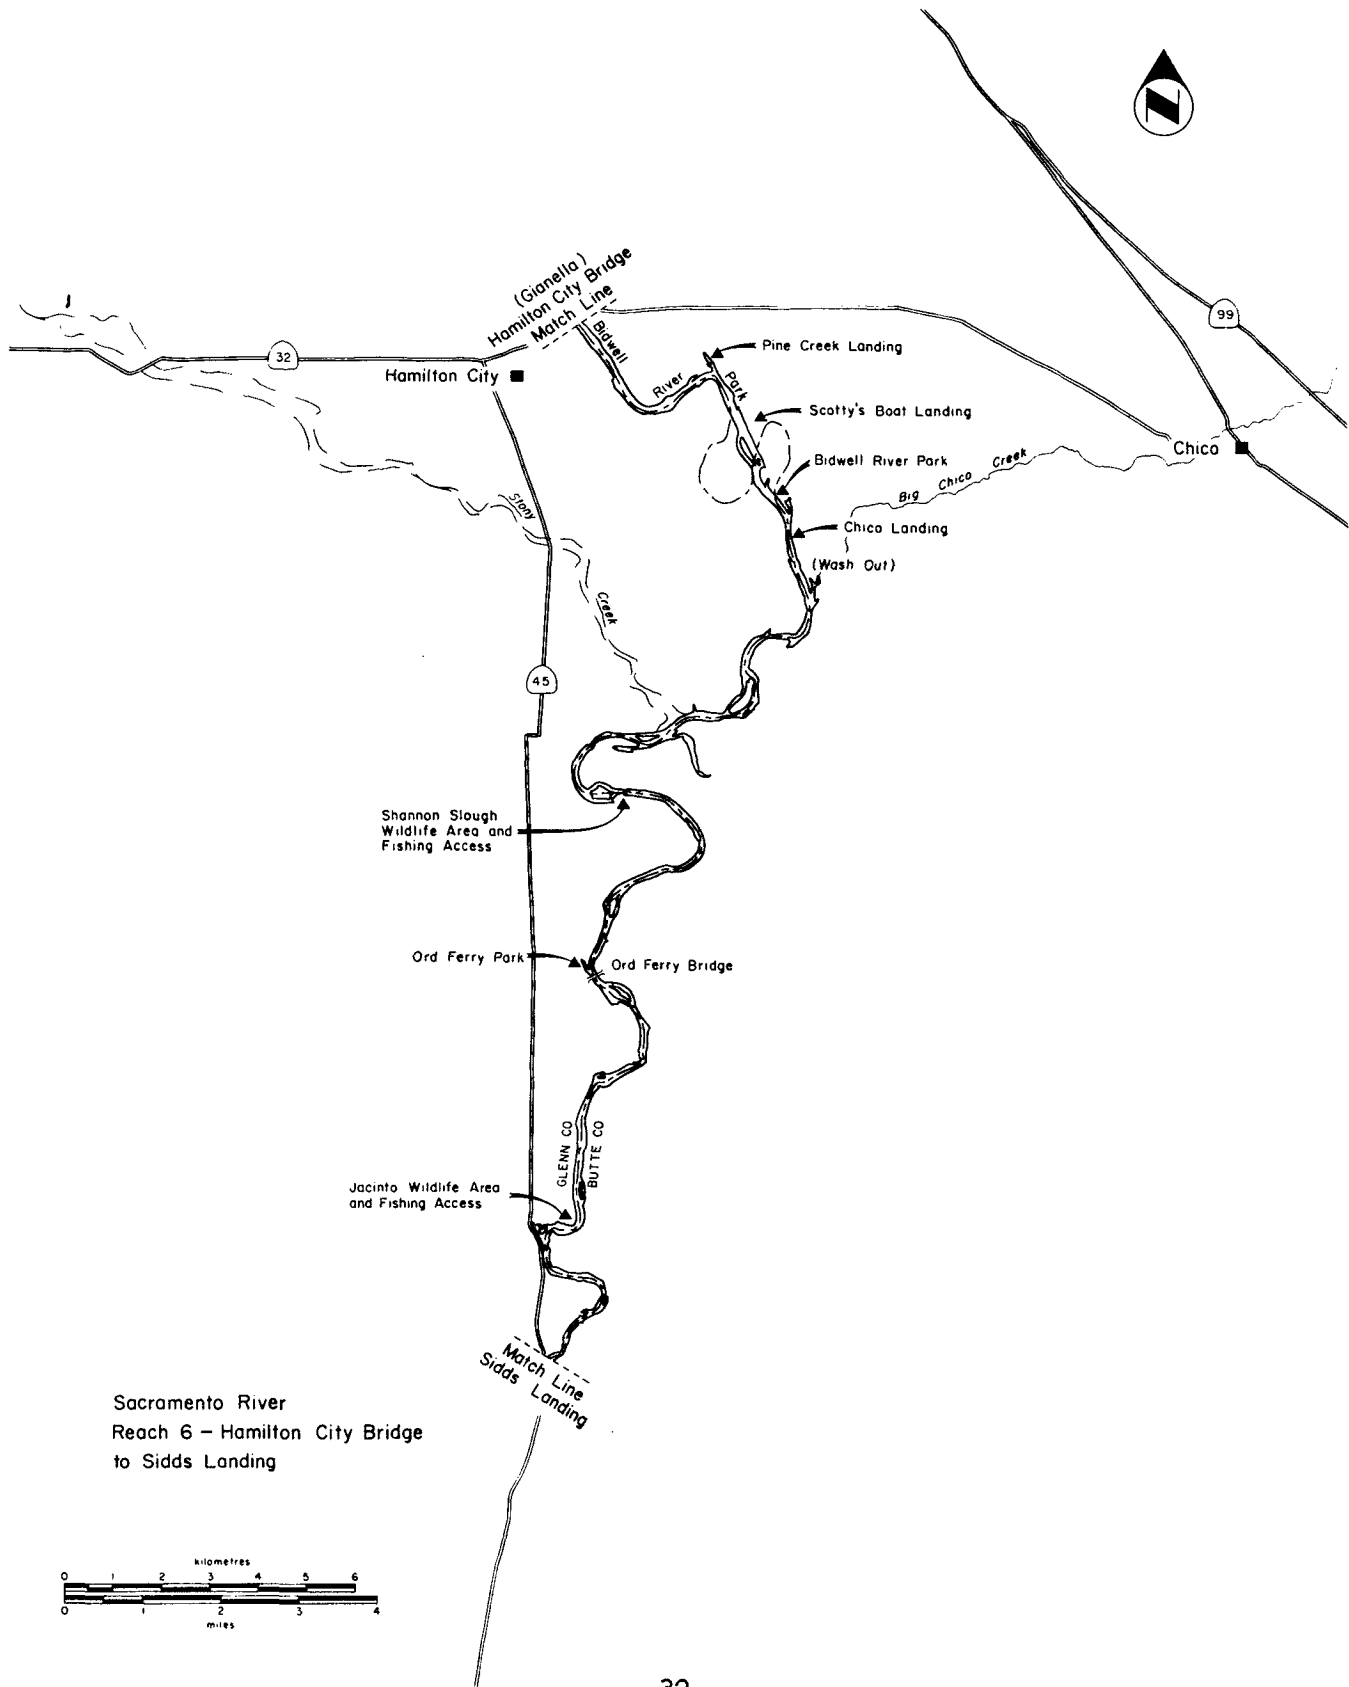 (Gianella)
Hamilton City Bridge
Match Line
99
32
Hamilton City
Bidwell
River
Park
Pine Creek Landing
Scotty's Boat Landing
Chico
Bidwell River Park
Big Chico Creek
Stony
Creek
Chico Landing
(Wash Out)
45
Shannon Slough
Wildlife Area and
Fishing Access
Ord Ferry Park
Ord Ferry Bridge
GLENN CO
BUTTE CO
Jacinto Wildlife Area
and Fishing Access
Match Line
Sidds Landing
Sacramento River
Reach 6 – Hamilton City Bridge
to Sidds Landing
kilometres
0 1 2 3 4 5 6
0 1 2 3 4
miles